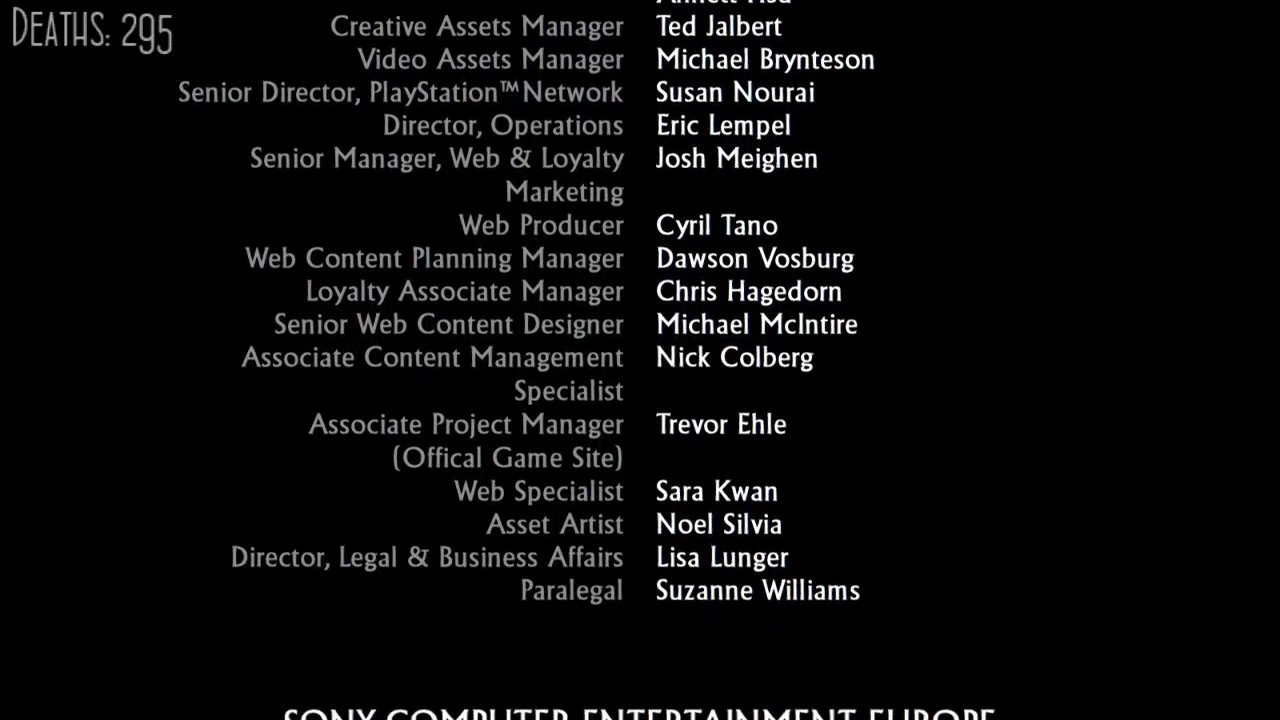 DEATHS: 295
Creative Assets Manager Ted Jalbert
Video Assets Manager Michael Brynteson
Senior Director, PlayStation™Network Susan Nourai
Director, Operations Eric Lempel
Senior Manager, Web & Loyalty Josh Meighen
Marketing
Web Producer Cyril Tano
Web Content Planning Manager Dawson Vosburg
Loyalty Associate Manager Chris Hagedorn
Senior Web Content Designer Michael McIntire
Associate Content Management Nick Colberg
Specialist
Associate Project Manager Trevor Ehle
(Offical Game Site)
Web Specialist Sara Kwan
Asset Artist Noel Silvia
Director, Legal & Business Affairs Lisa Lunger
Paralegal Suzanne Williams
SONY COMPUTER ENTERTAINMENT EUROPE